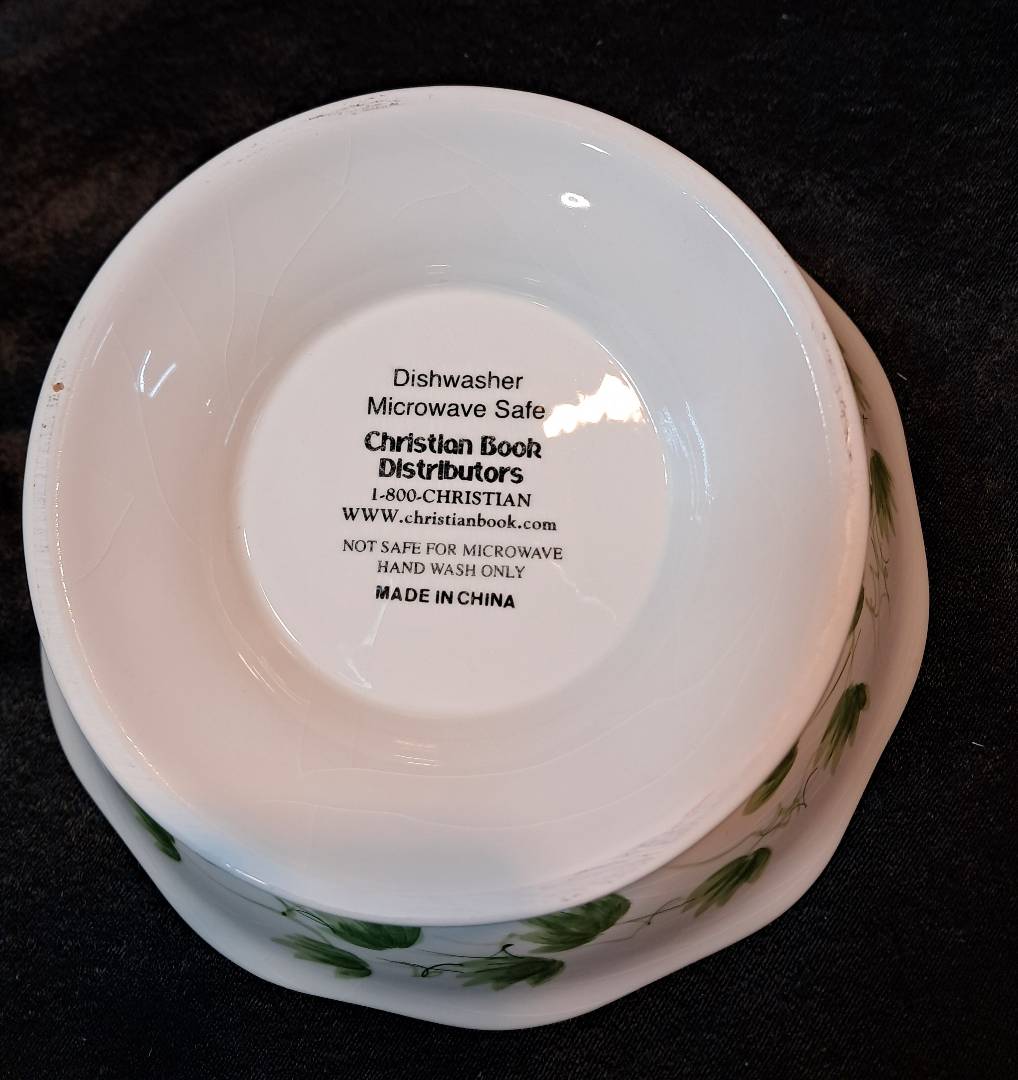 Dishwasher
Microwave Safe
Christian Book
Distributors
1-800-CHRISTIAN
WWW.christianbook.com
NOT SAFE FOR MICROWAVE
HAND WASH ONLY
MADE IN CHINA